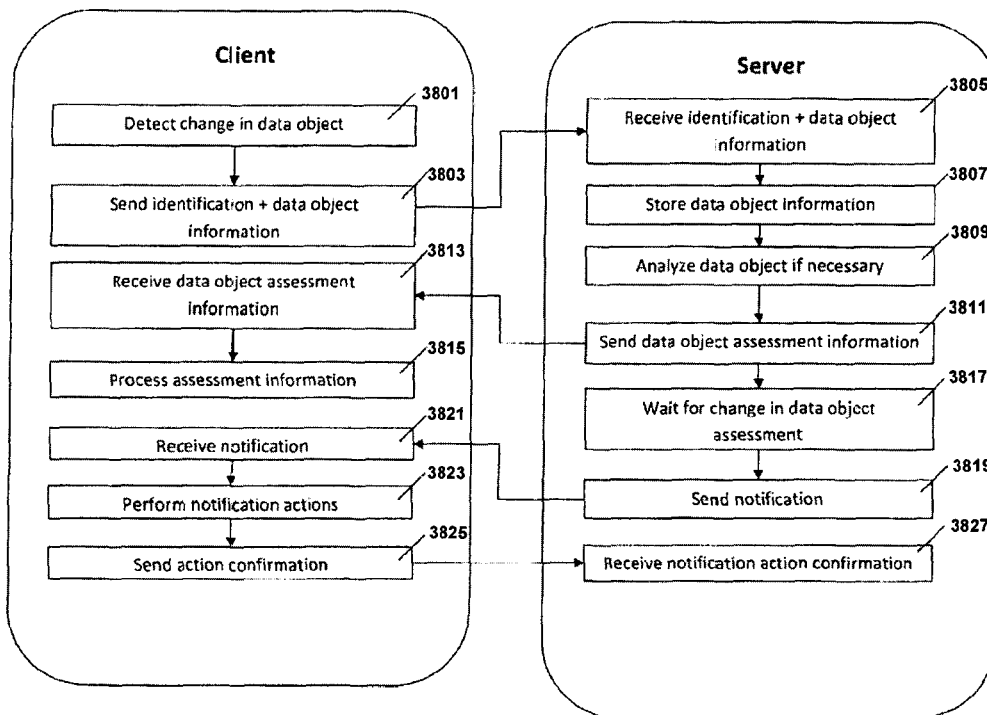 Client
3801
Detect change in data object
3803
Send identification + data object
information
3813
Receive data object assessment
information
3815
Process assessment information
3821
Receive notification
3823
Perform notification actions
3825
Send action confirmation
Server
3805
Receive identification + data object
information
3807
Store data object information
3809
Analyze data object if necessary
3811
Send data object assessment information
3817
Wait for change in data object
assessment
3819
Send notification
3827
Receive notification action confirmation